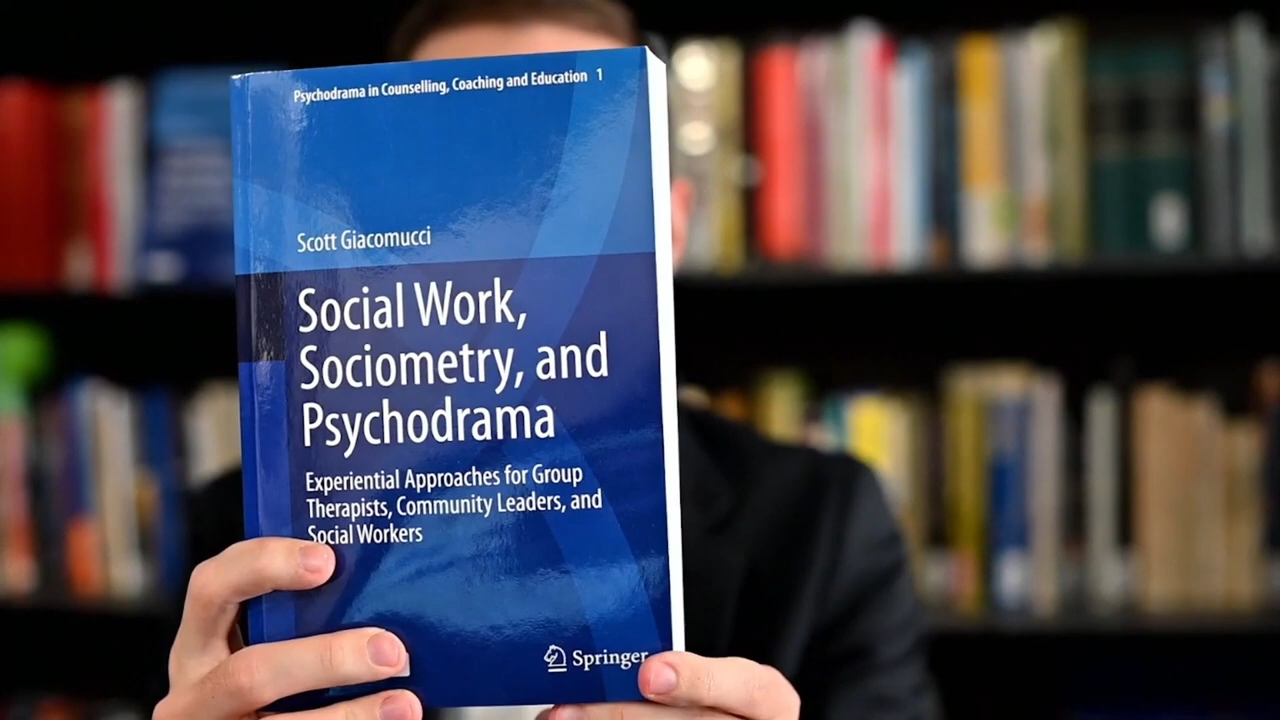 Psychodrama in Counselling, Coaching and Education 1
Scott Giacomucci
Social Work,
Sociometry, and
Psychodrama
Experiential Approaches for Group
Therapists, Community Leaders, and
Social Workers
Springer